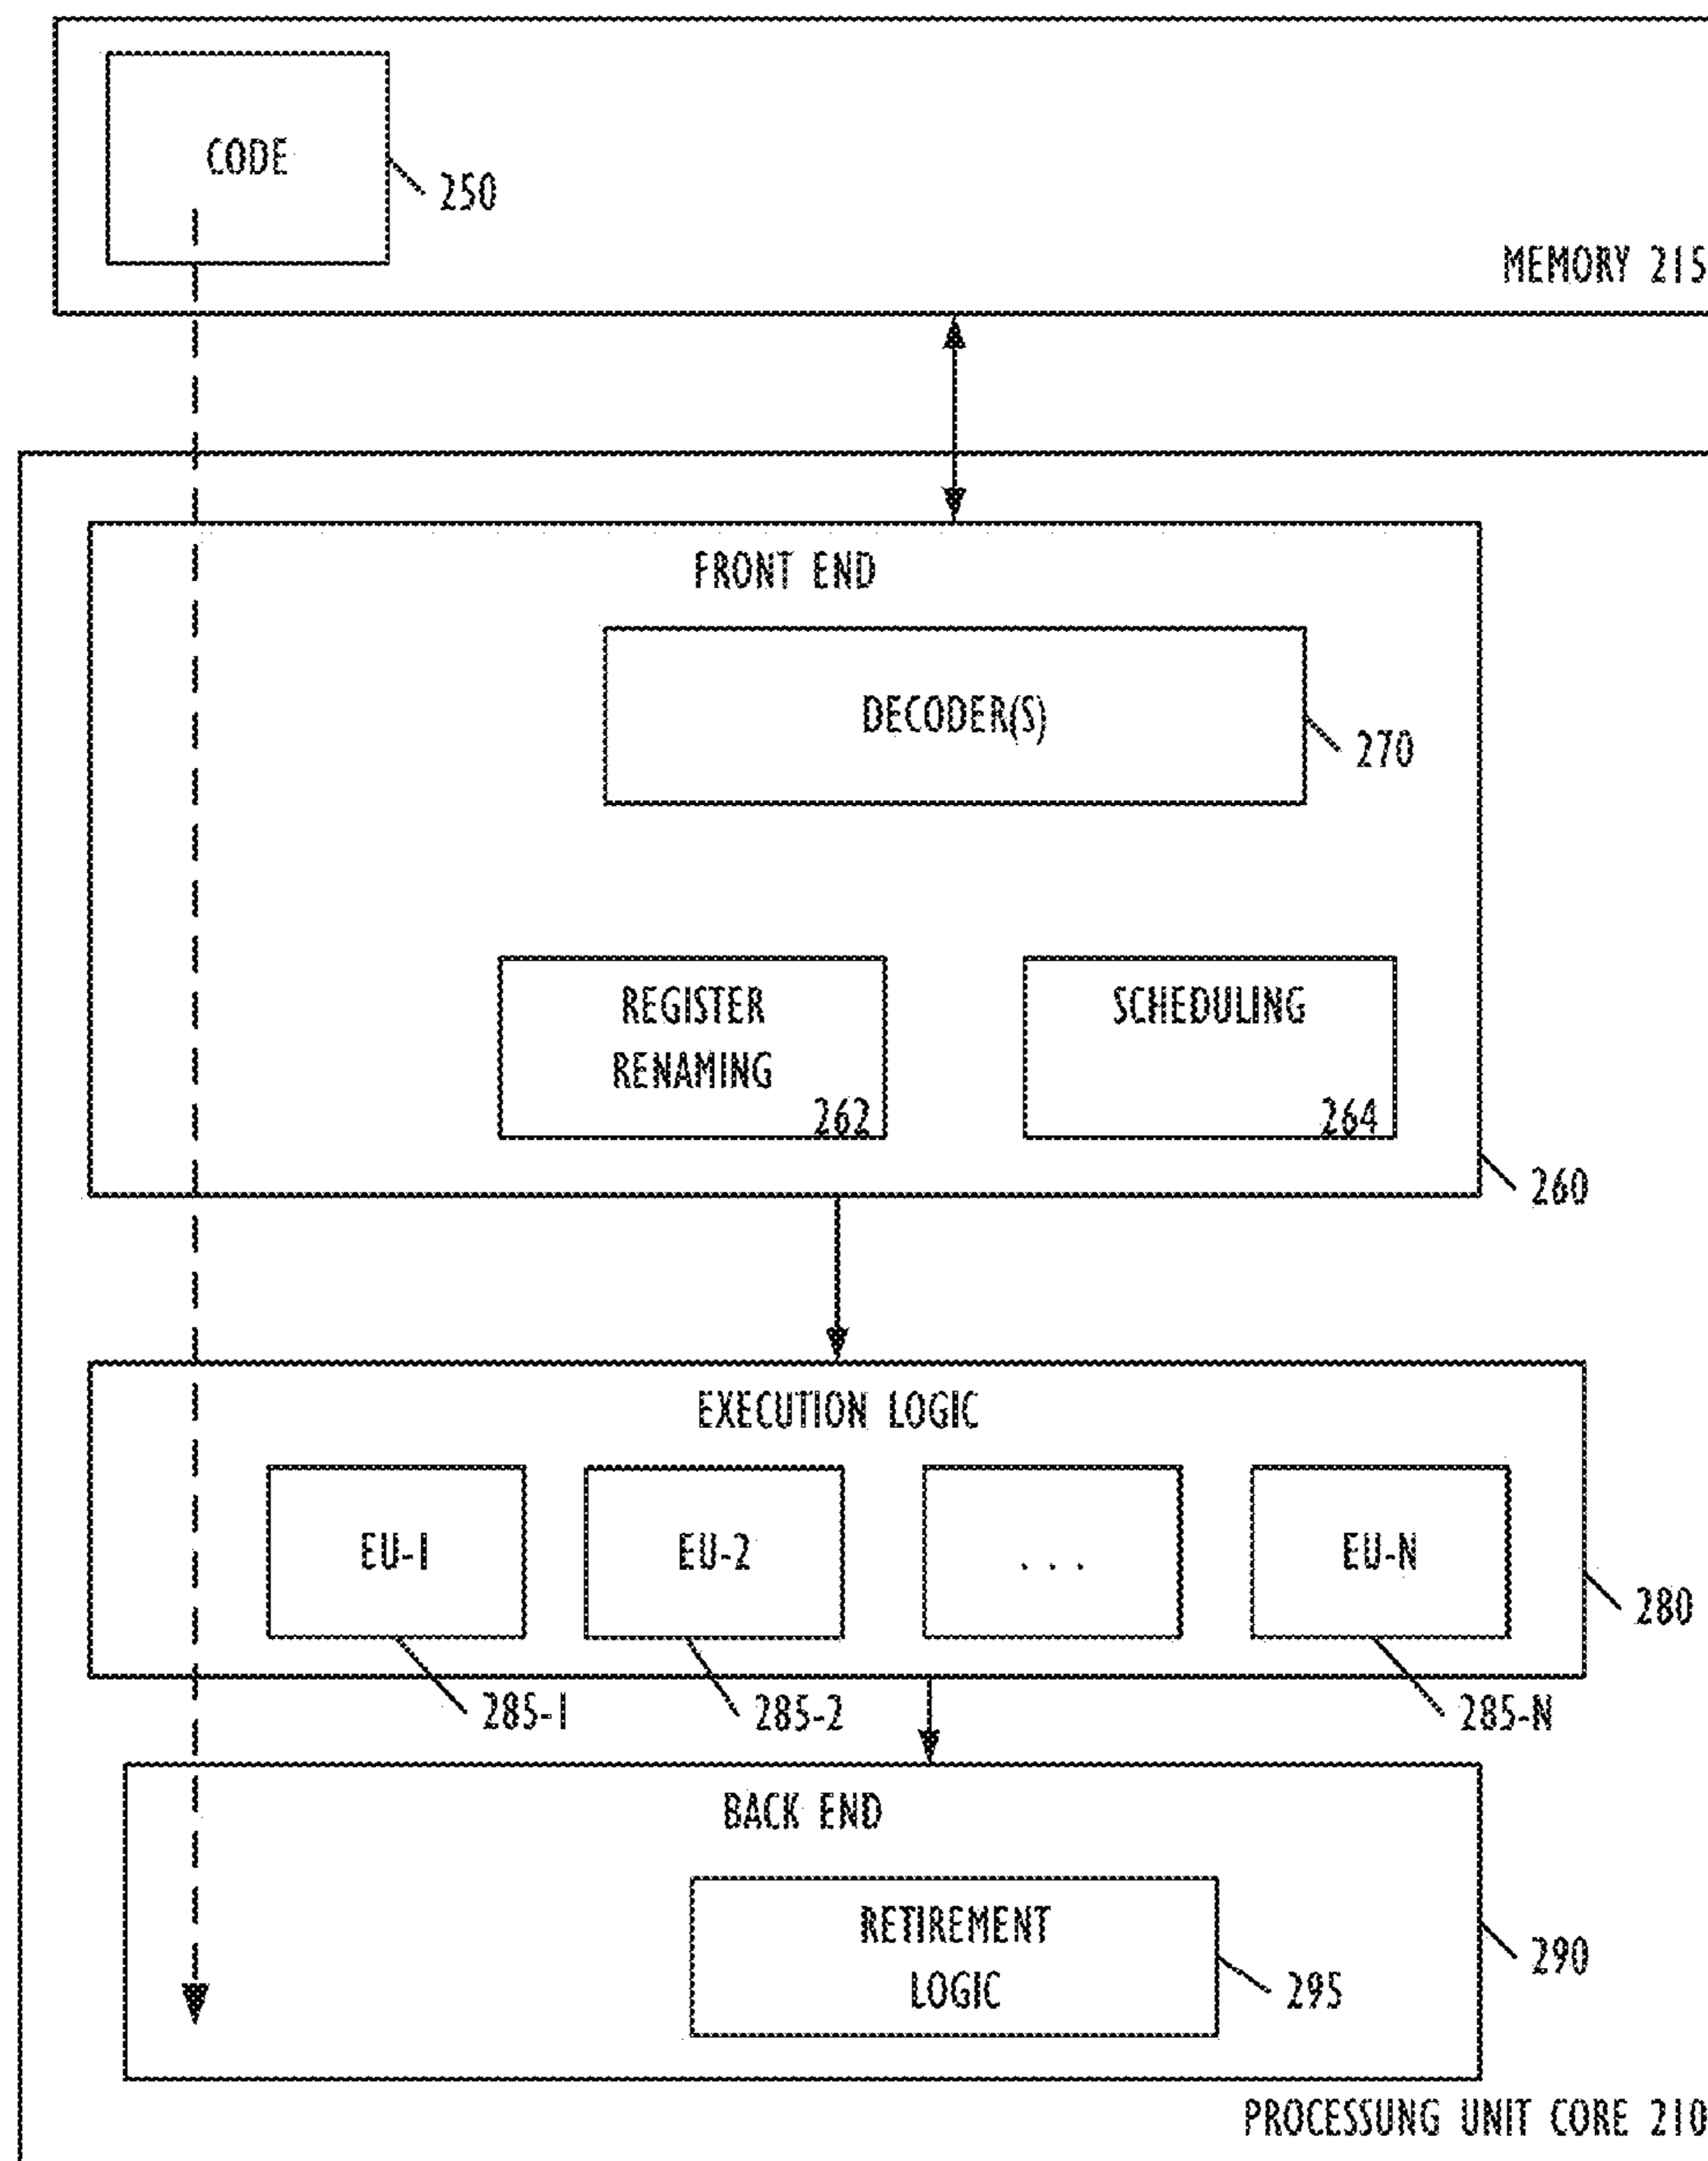 CODE
250
MEMORY 215
FRONT END
DECODER(S)
270
REGISTER
RENAMING
262
SCHEDULING
264
260
EXECUTION LOGIC
EU-1
EU-2
. . .
EU-N
280
285-1
285-2
285-N
BACK END
RETIREMENT
LOGIC
295
290
PROCESSUNG UNIT CORE 210